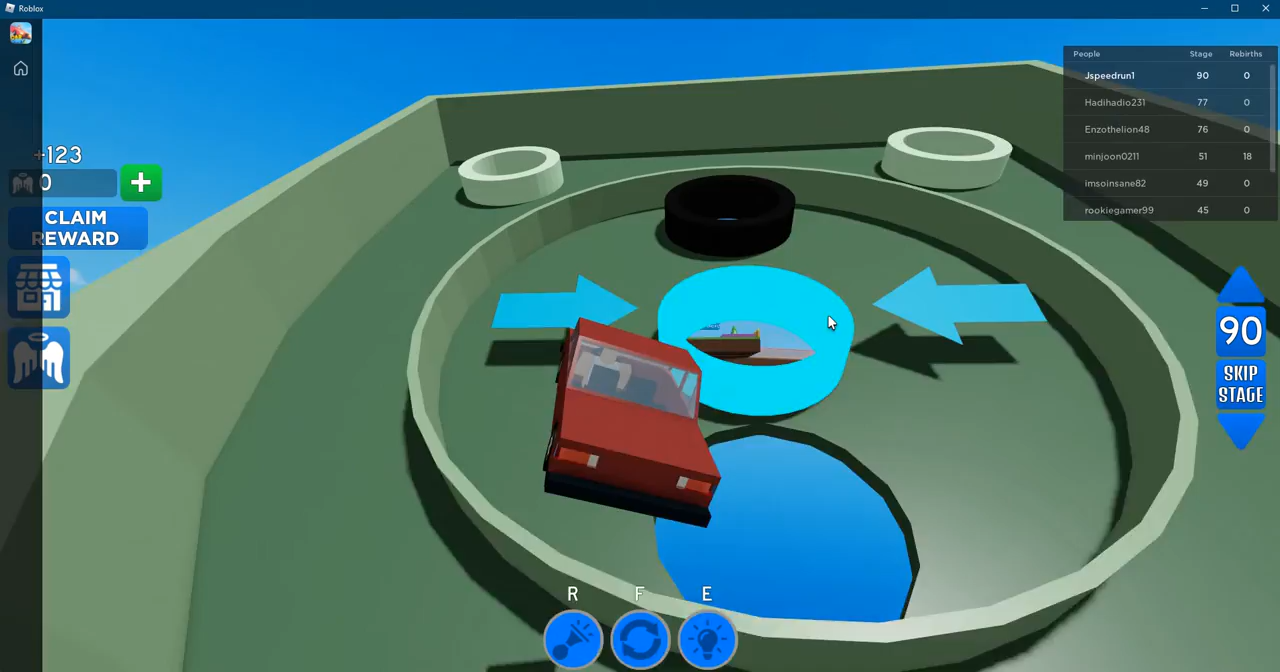 Roblox
People Stage Rebirths
Jspeedrun1 90 0
Hadihadio231 77 0
Enzothelion48 76 0
minjoon0211 51 18
imsoinsane82 49 0
rookiegamer99 45 0
+123
0
+
CLAIM
REWARD
90
SKIP
STAGE
R F E